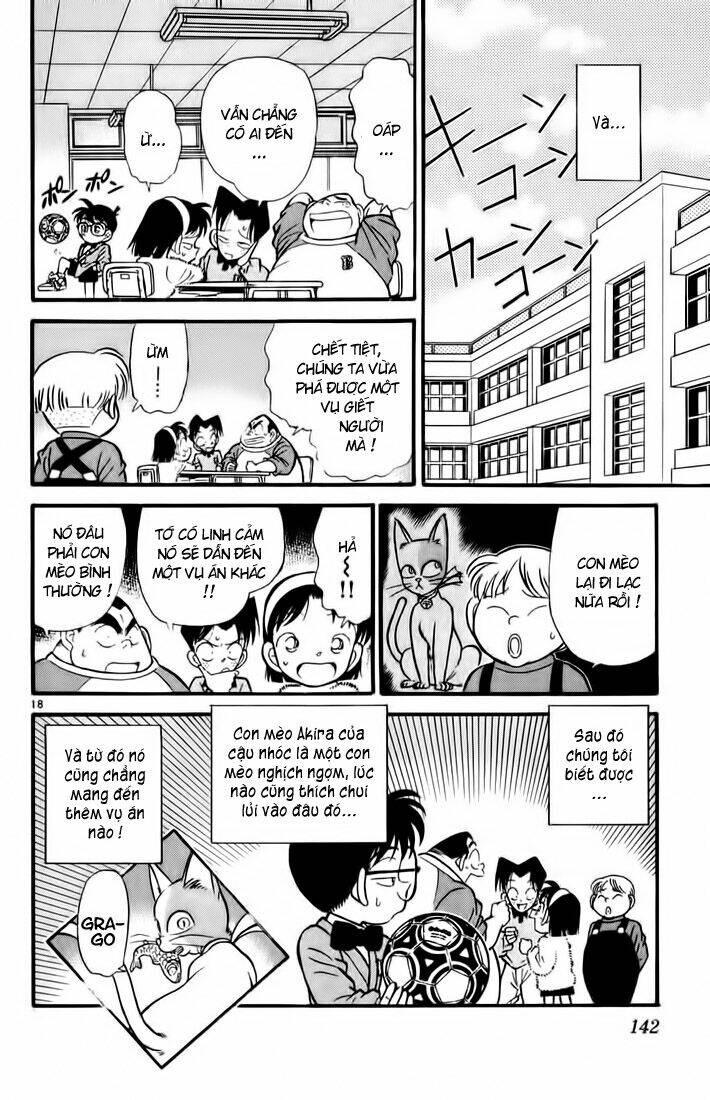 Và...
キーンコーン
カーンコーン
OÁP
...
VẪN CHẲNG
CÓ AI ĐẾN
...
Ừ...
ポン ポン
CHẾT TIỆT,
CHÚNG TA VỪA
PHÁ ĐƯỢC MỘT
VỤ GIẾT
NGƯỜI
MÀ !
ỪM
...
!
CON MÈO
LẠI ĐI LẠC
NỮA RỒI !
HẢ
~
!!
TỚ CÓ LINH CẢM
NÓ SẼ DẪN ĐẾN
MỘT VỤ ÁN KHÁC
!!
NÓ ĐÂU
PHẢI CON
MÈO BÌNH
THƯỜNG !
18
Sau đó
chúng tôi
biết được
...
Con mèo Akira của
cậu nhóc là một con
mèo nghịch ngợm, lúc
nào cũng thích chui
lủi vào đâu đó...
Và từ đó nó
cũng chẳng
mang đến
thêm vụ án
nào !
GRA-
GO
142